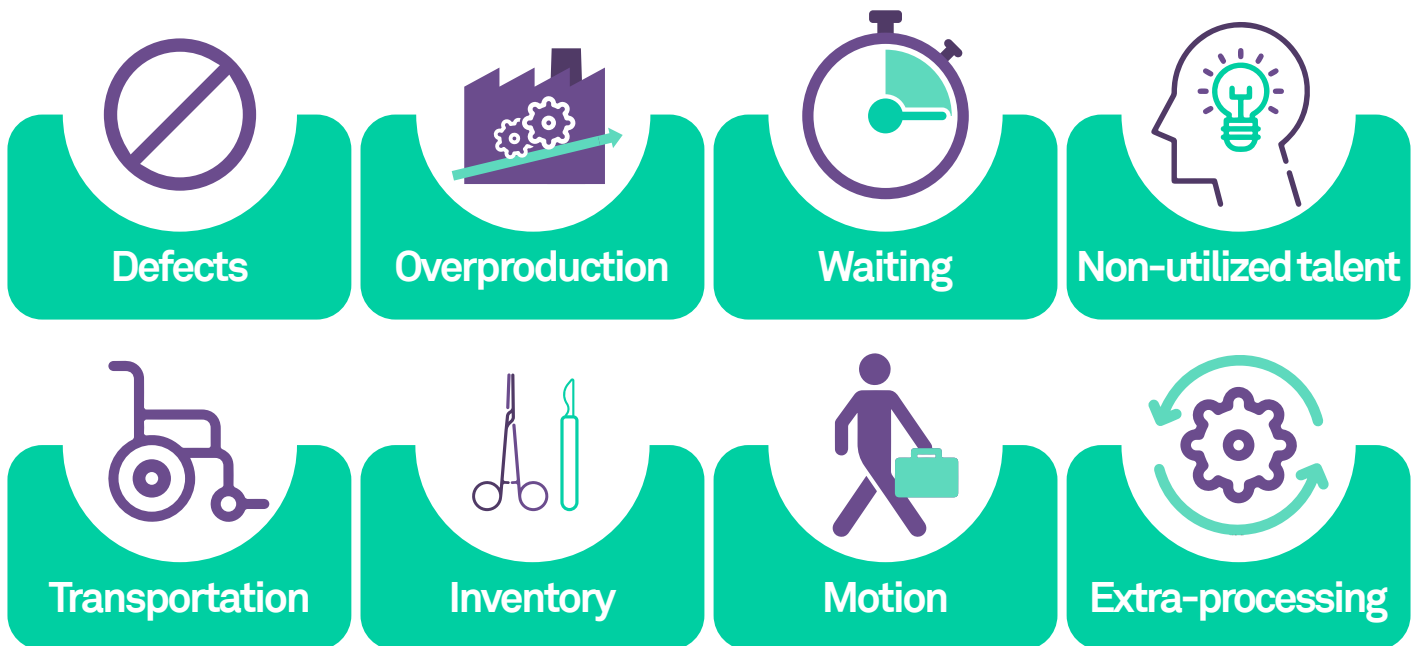 Defects
Overproduction
Waiting
Non-utilized talent
Transportation
Inventory
Motion
Extra-processing